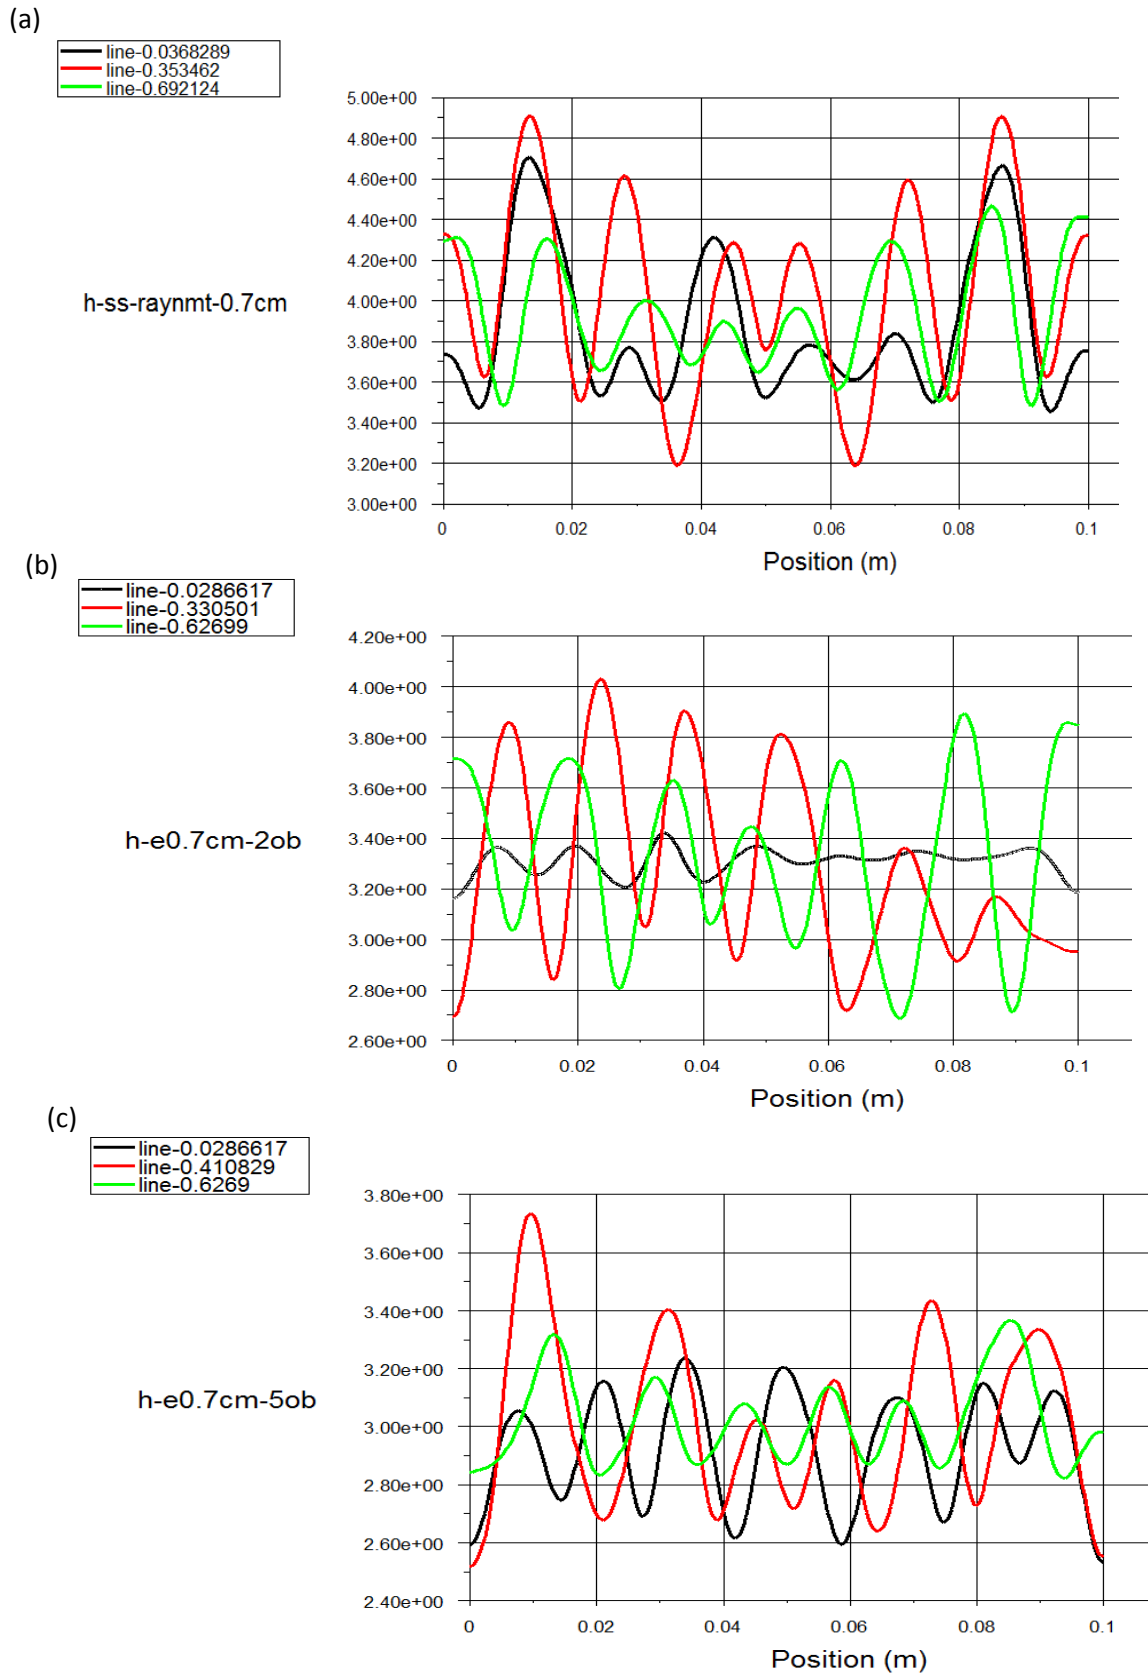 (a)
line-0.0368289
line-0.353462
line-0.692124
h-ss-raynmt-0.7cm
5.00e+00
4.80e+00
4.60e+00
4.40e+00
4.20e+00
4.00e+00
3.80e+00
3.60e+00
3.40e+00
3.20e+00
3.00e+00
0 0.02 0.04 0.06 0.08 0.1
Position (m)
(b)
line-0.0286617
line-0.330501
line-0.62699
h-e0.7cm-2ob
4.20e+00
4.00e+00
3.80e+00
3.60e+00
3.40e+00
3.20e+00
3.00e+00
2.80e+00
2.60e+00
0 0.02 0.04 0.06 0.08 0.1
Position (m)
(c)
line-0.0286617
line-0.410829
line-0.6269
h-e0.7cm-5ob
3.80e+00
3.60e+00
3.40e+00
3.20e+00
3.00e+00
2.80e+00
2.60e+00
2.40e+00
0 0.02 0.04 0.06 0.08 0.1
Position (m)